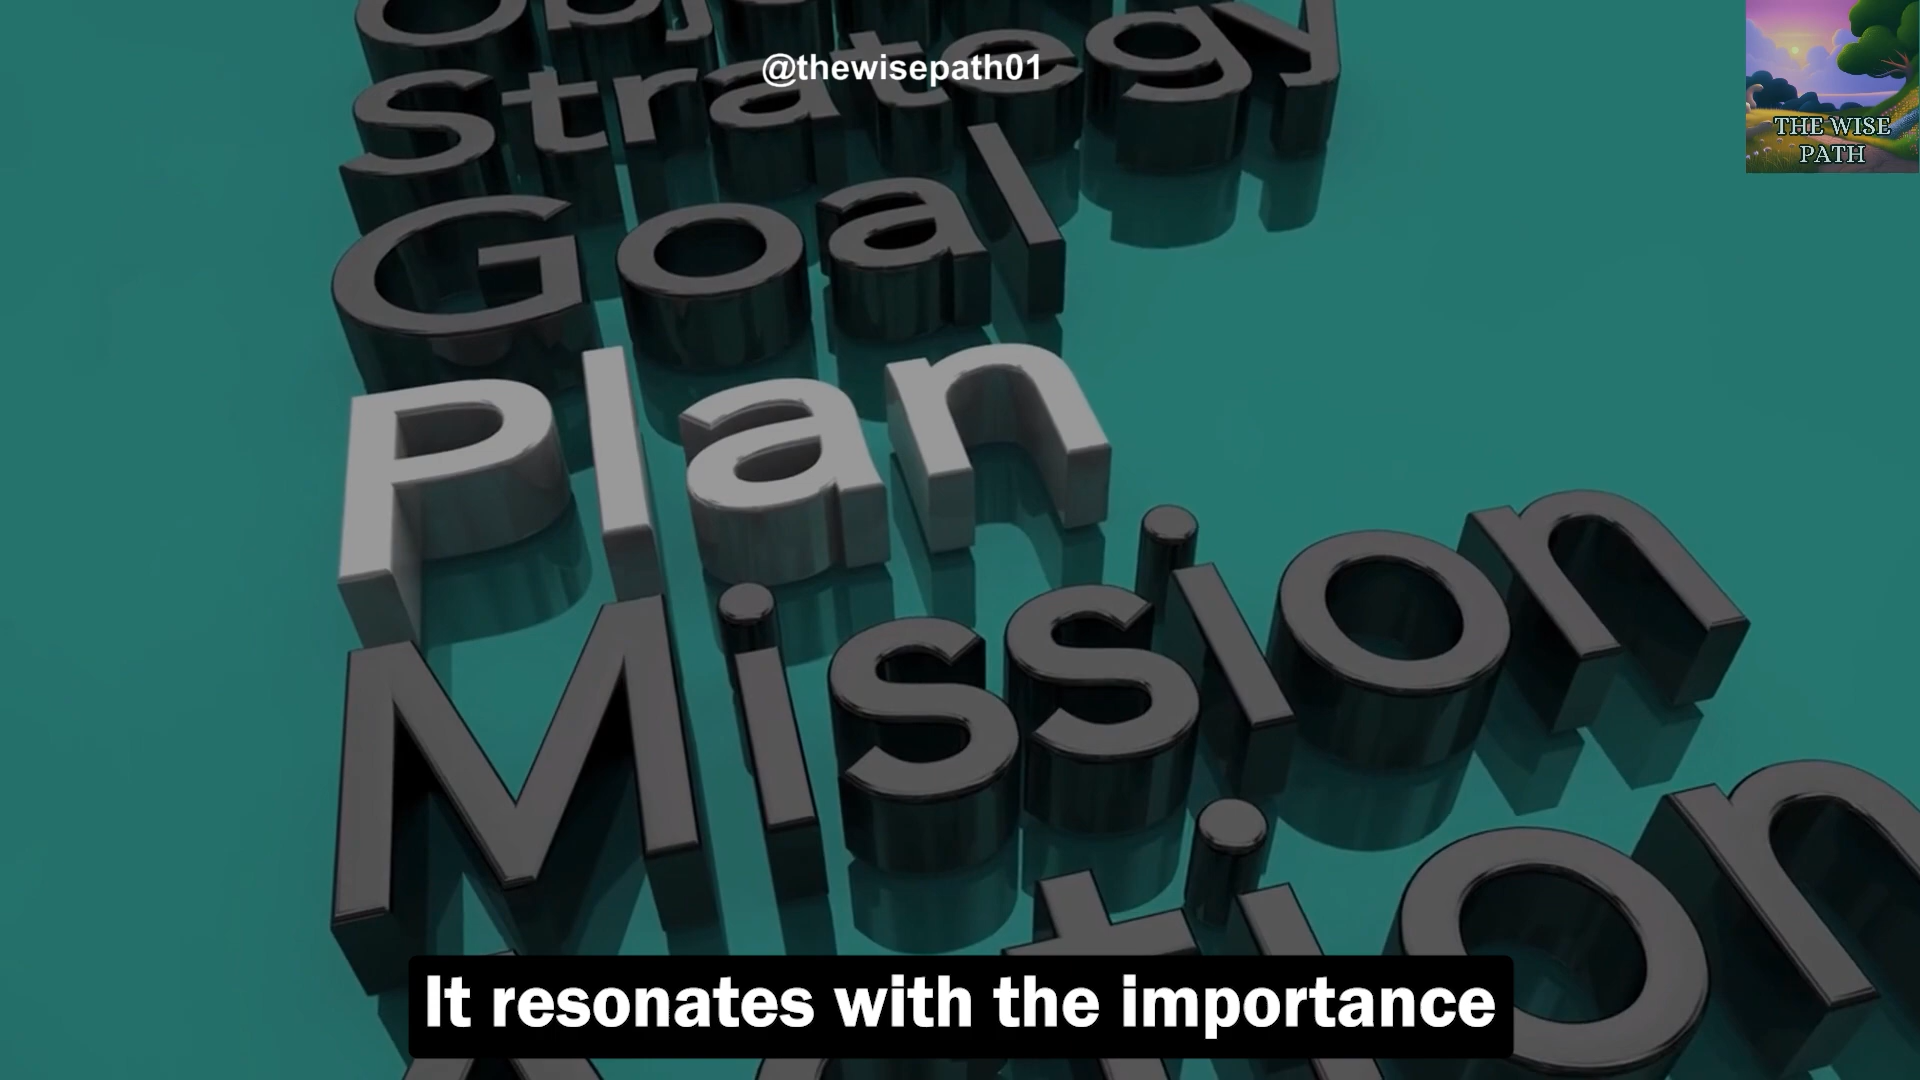 @thewisepath01
THE WISE
PATH
Strategy
Goal
Plan
Mission
It resonates with the importance